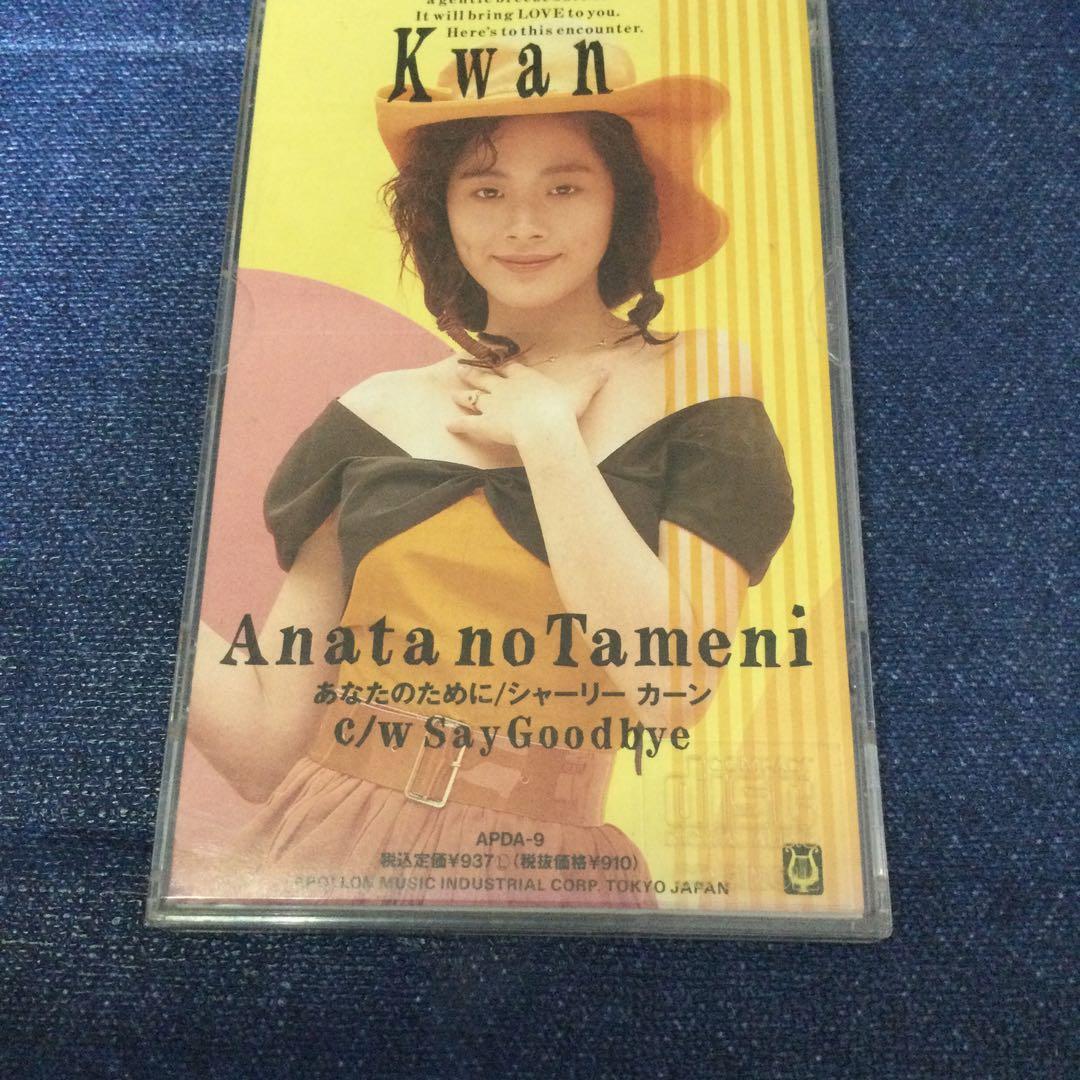 It will bring LOVE to you.
Here's to this encounter.
Kwan
Anata no Tameni
あなたのために/シャーリー カーン
c/w Say Goodbye
COMPACT
disc
APDA-9
税込定価¥937 (税抜価格¥910)
APOLLON MUSIC INDUSTRIAL CORP. TOKYO JAPAN